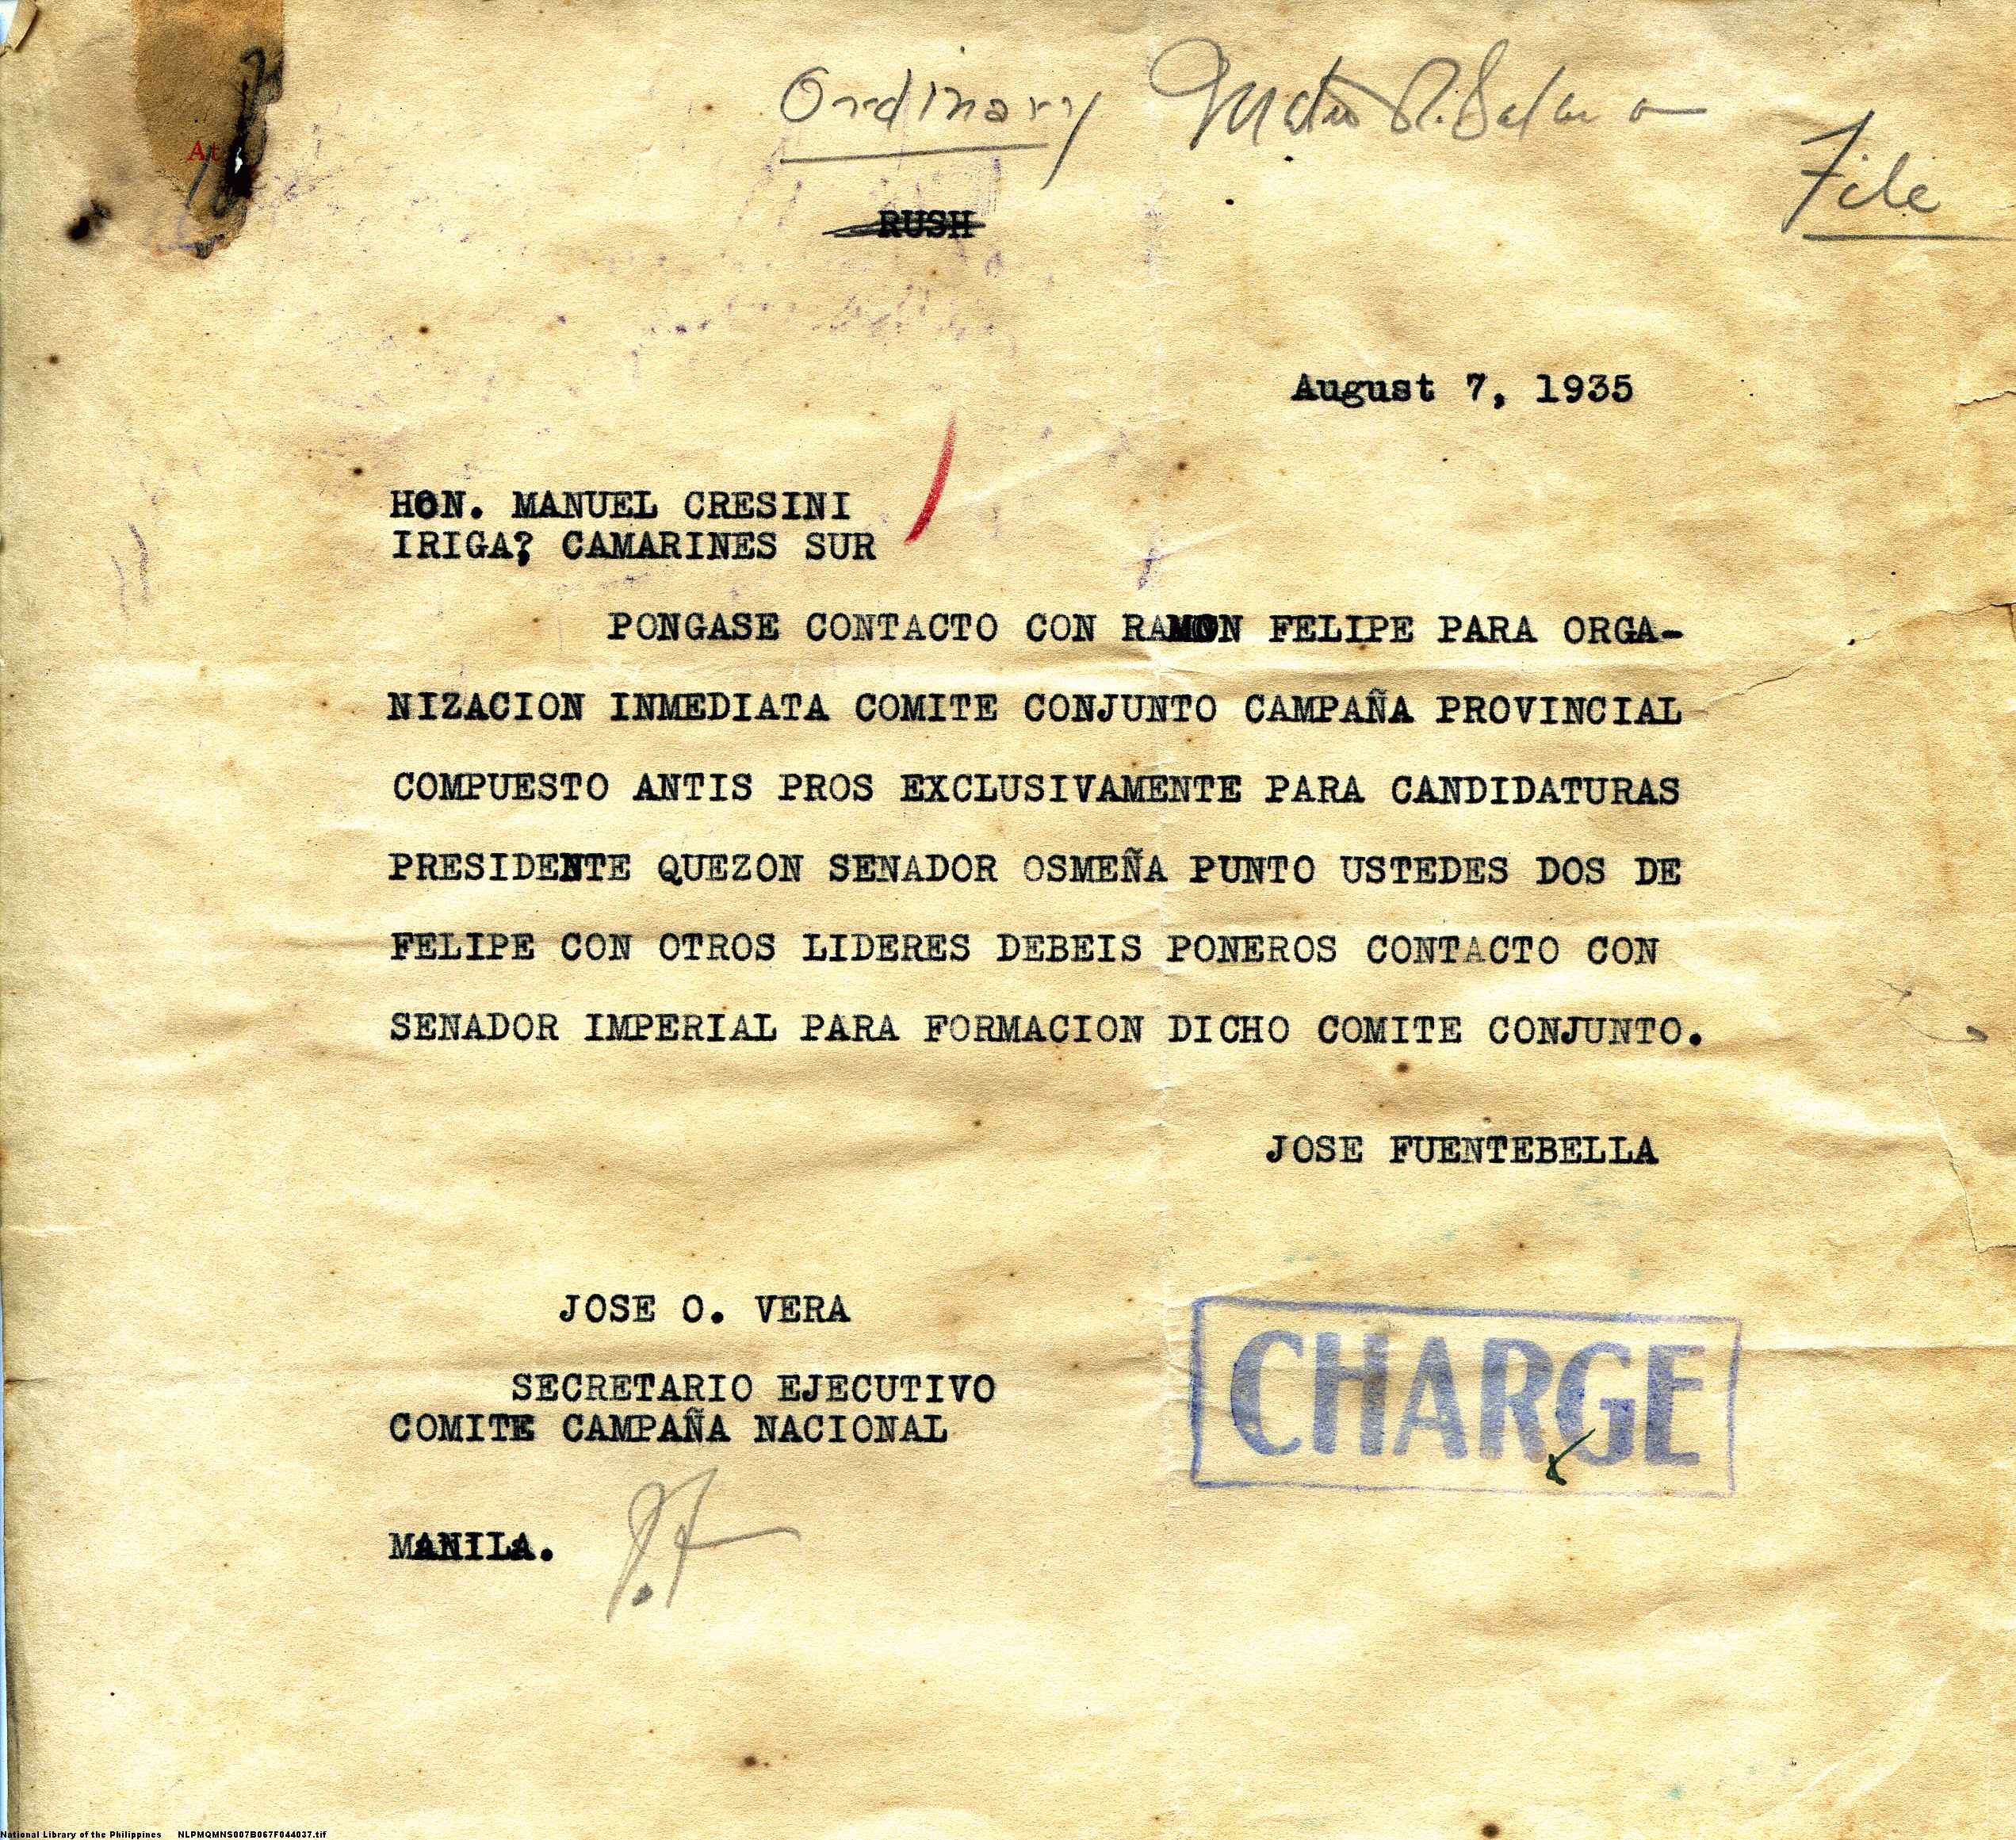 Ordinary
File
RUSH
August 7, 1935
HON. MANUEL CRESINI
IRIGA? CAMARINES SUR
PONGASE CONTACTO CON RAMON FELIPE PARA ORGA-
NIZACION INMEDIATA COMITE CONJUNTO CAMPAÑA PROVINCIAL
COMPUESTO ANTIS PROS EXCLUSIVAMENTE PARA CANDIDATURAS
PRESIDENTE QUEZON SENADOR OSMEÑA PUNTO USTEDES DOS DE
FELIPE CON OTROS LIDERES DEBEIS PONEROS CONTACTO CON
SENADOR IMPERIAL PARA FORMACION DICHO COMITE CONJUNTO.
JOSE FUENTEBELLA
JOSE O. VERA
SECRETARIO EJECUTIVO
COMITE CAMPAÑA NACIONAL
CHARGE
MANILA.
National Library of the Philippines NLPMQMNS007B067F044037.tif